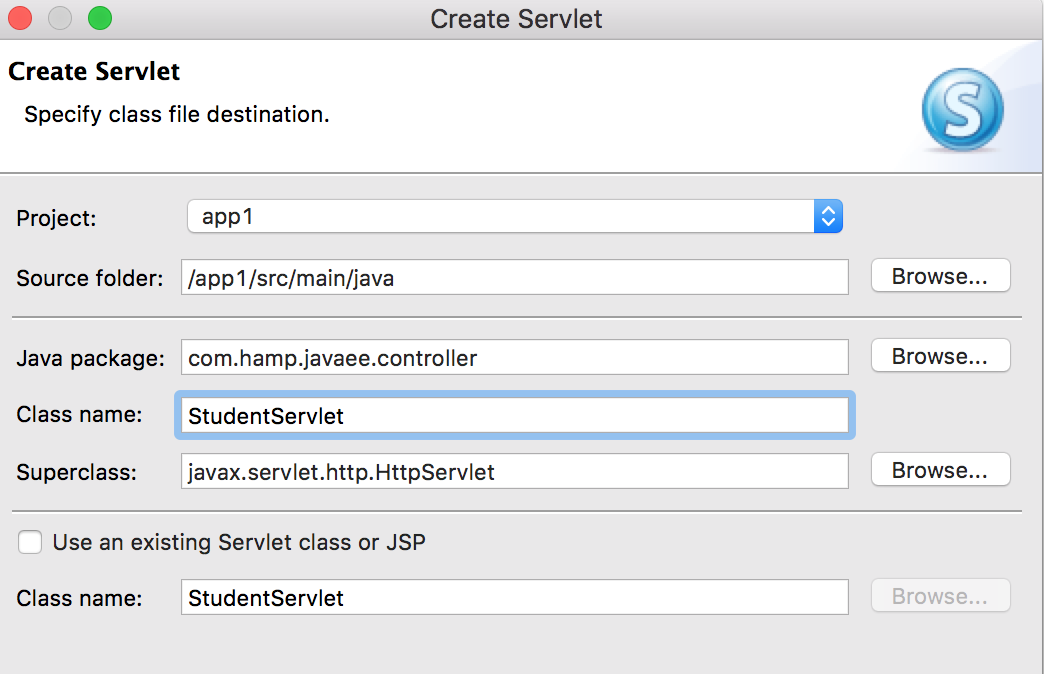 Create Servlet
Create Servlet
Specify class file destination.
S
Project: app1
Source folder: /app1/src/main/java Browse...
Java package: com.hamp.javaee.controller Browse...
Class name: StudentServlet
Superclass: javax.servlet.http.HttpServlet Browse...
Use an existing Servlet class or JSP
Class name: StudentServlet Browse...